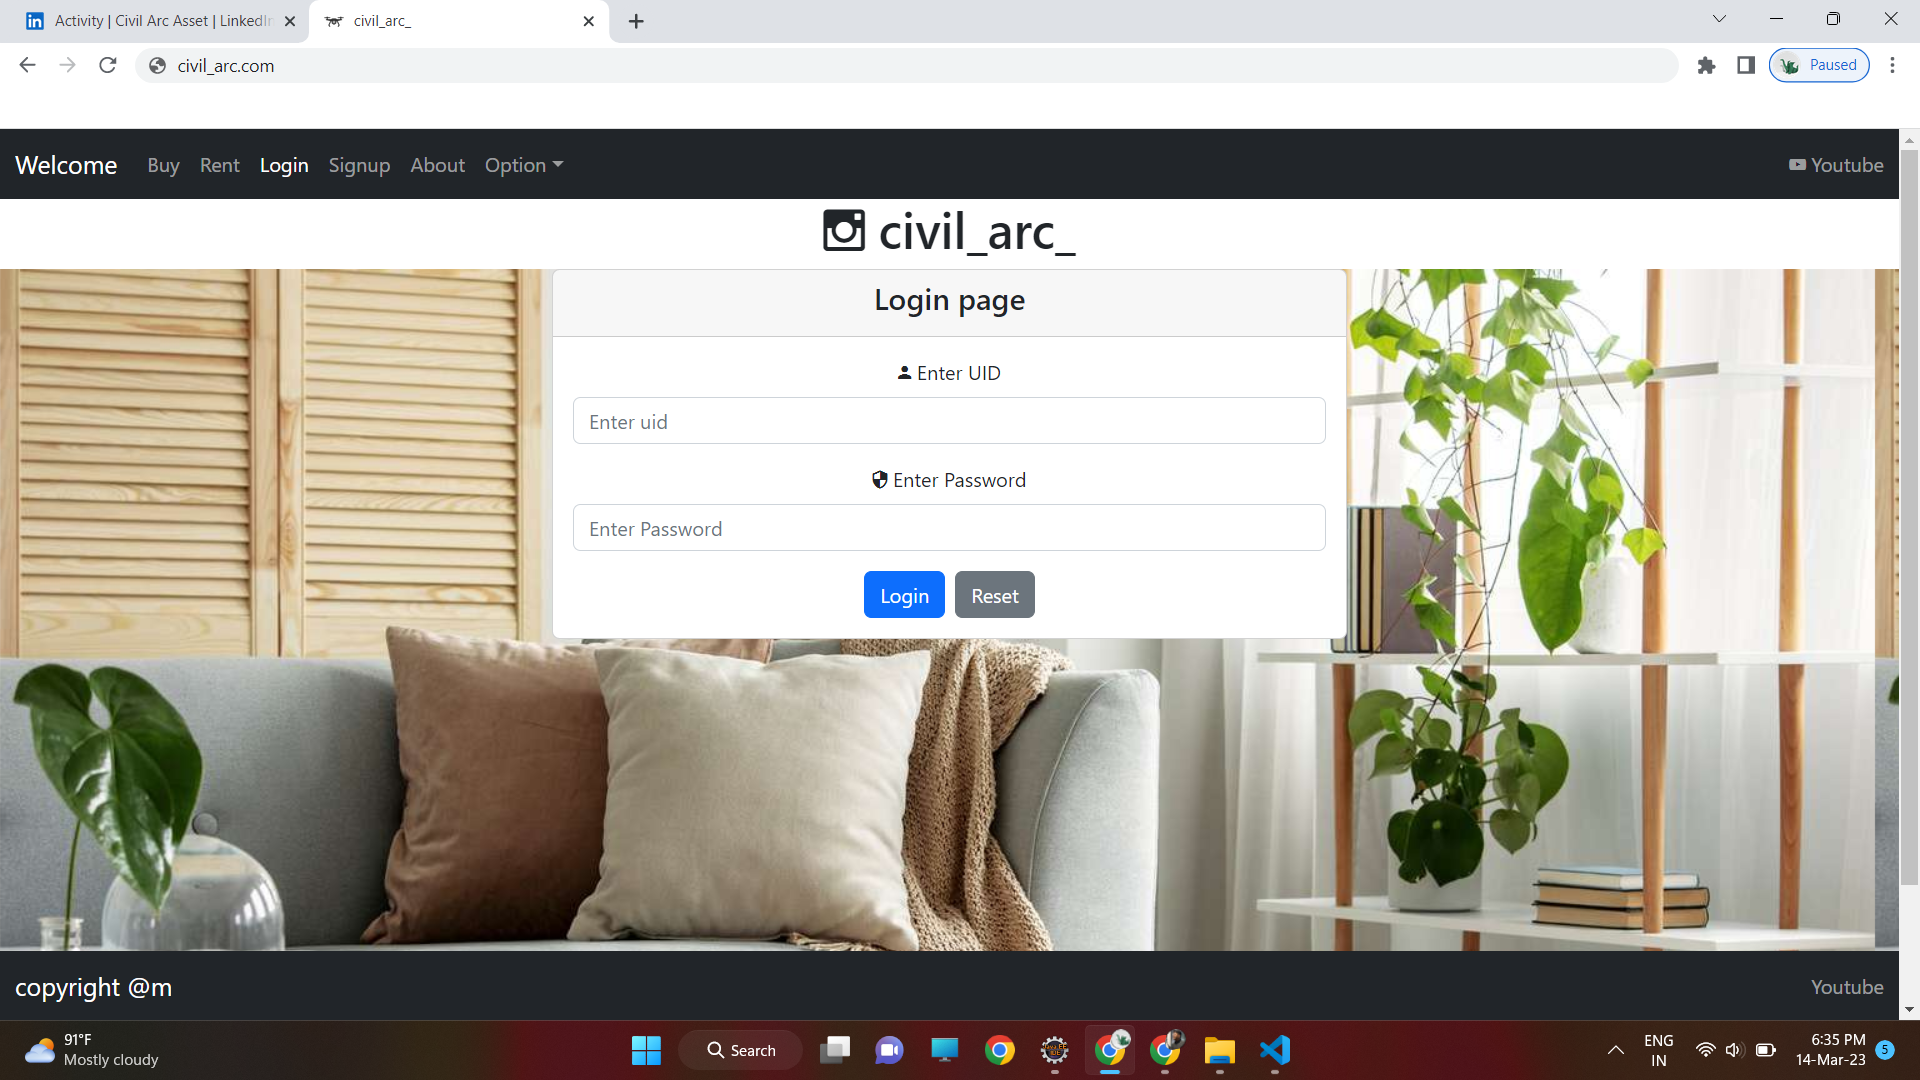 Activity | Civil Arc Asset | LinkedIn
civil_arc_
civil_arc.com
Paused
Welcome
Buy
Rent
Login
Signup
About
Option
Youtube
civil_arc_
Login page
Enter UID
Enter uid
Enter Password
Enter Password
Login
Reset
copyright @m
Youtube
91°F
Mostly cloudy
Search
ENG
IN
6:35 PM
14-Mar-23
5